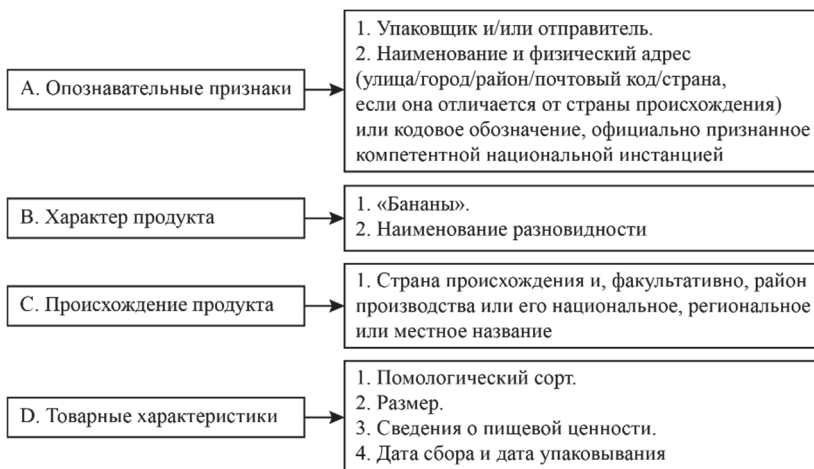 A. Опознавательные признаки
1. Упаковщик и/или отправитель.
2. Наименование и физический адрес
(улица/город/район/почтовый код/страна,
если она отличается от страны происхождения)
или кодовое обозначение, официально признанное
компетентной национальной инстанцией
B. Характер продукта
1. «Бананы».
2. Наименование разновидности
C. Происхождение продукта
1. Страна происхождения и, факультативно, район
производства или его национальное, региональное
или местное название
D. Товарные характеристики
1. Помологический сорт.
2. Размер.
3. Сведения о пищевой ценности.
4. Дата сбора и дата упаковывания